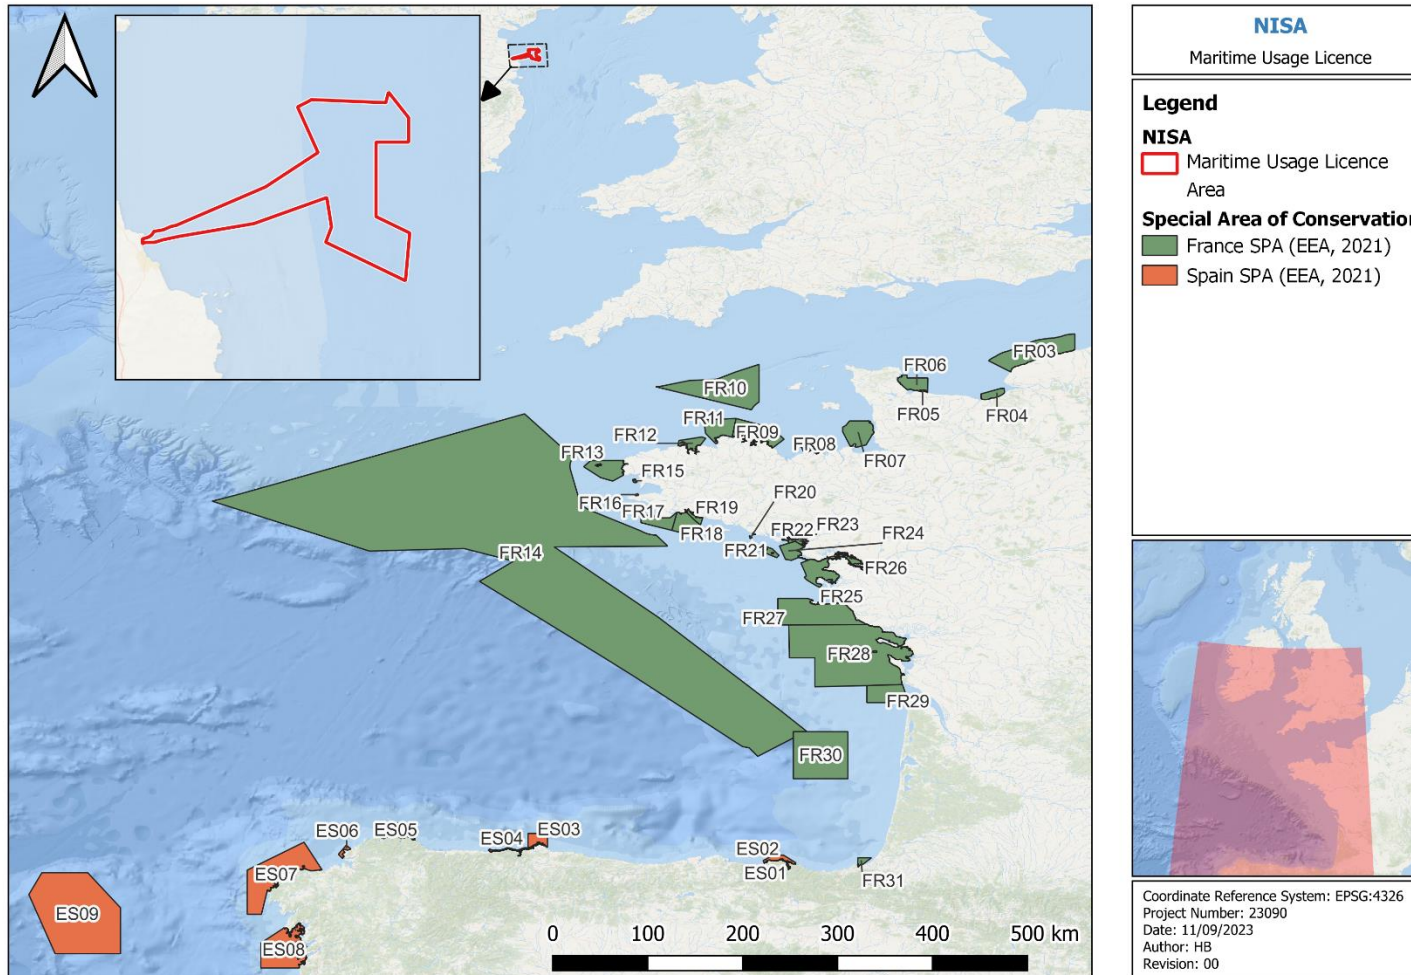 NISA
Maritime Usage Licence
Legend
NISA
Maritime Usage Licence
Area
Special Area of Conservation
France SPA (EEA, 2021)
Spain SPA (EEA, 2021)
FR03
FR06
FR10
FR05
FR04
FR11
FR12
FR09
FR08
FR07
FR13
FR15
FR16
FR20
FR17
FR19
FR18
FR22
FR23
FR24
FR21
FR14
FR26
FR25
FR27
FR28
FR29
FR30
ES06
ES05
ES04
ES03
ES02
ES01
FR31
ES07
ES09
ES08
0 100 200 300 400 500 km
Coordinate Reference System: EPSG:4326
Project Number: 23090
Date: 11/09/2023
Author: HB
Revision: 00